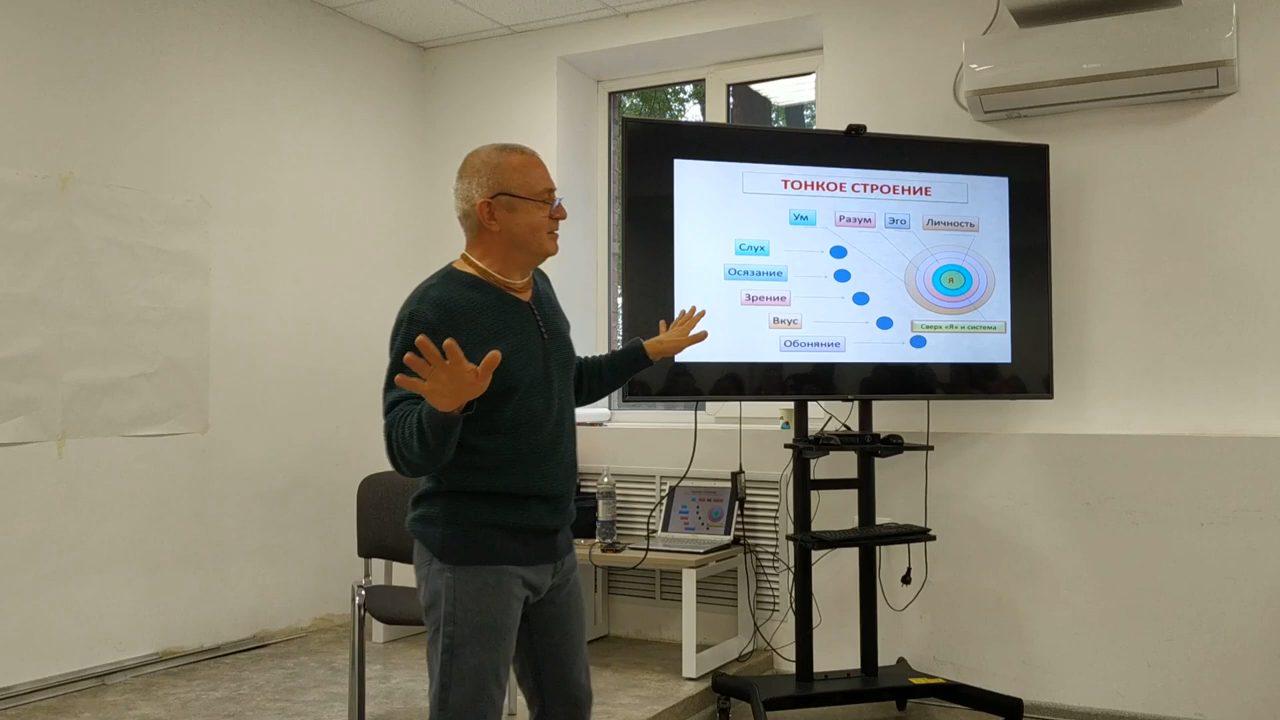 ТОНКОЕ СТРОЕНИЕ
Ум
Разум
Эго
Личность
Слух
Осязание
Зрение
Вкус
Обоняние
Я
Сверх «Я» и система